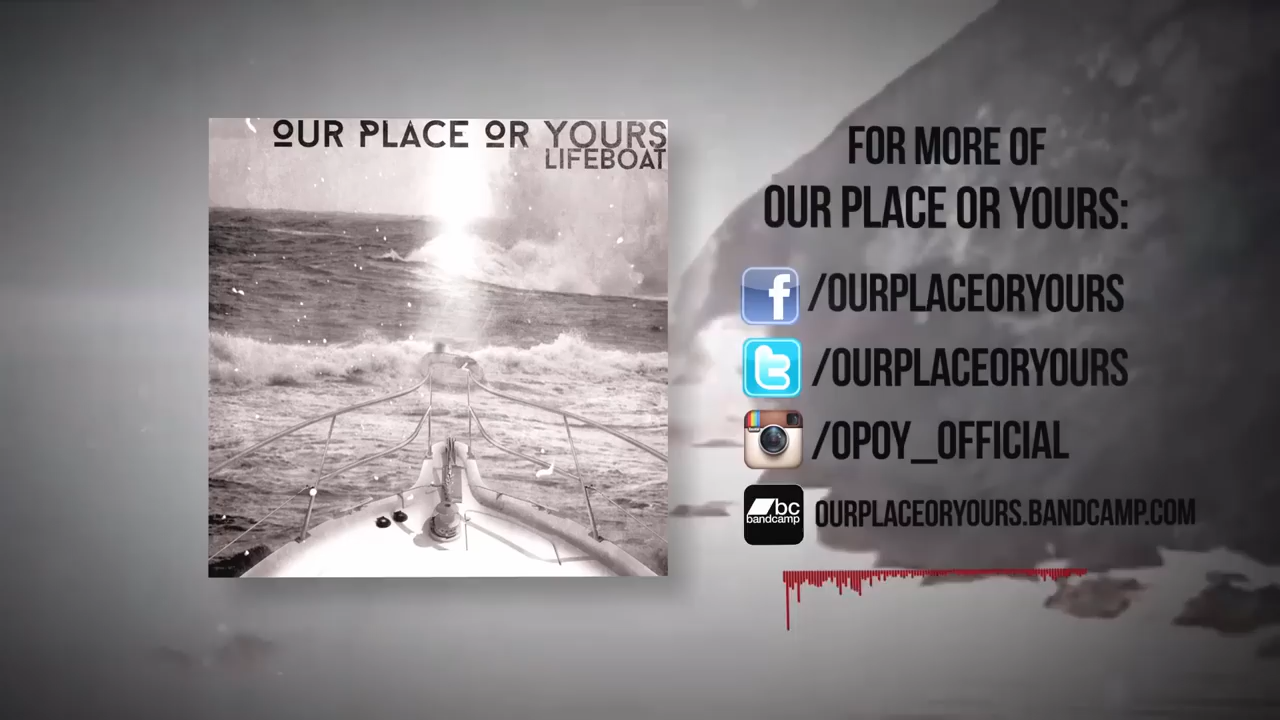 OUR PLACE OR YOURS
LIFEBOAT
FOR MORE OF
OUR PLACE OR YOURS:
/OURPLACEORYOURS
/OURPLACEORYOURS
/OPOY_OFFICIAL
bc
bandcamp
OURPLACEORYOURS.BANDCAMP.COM